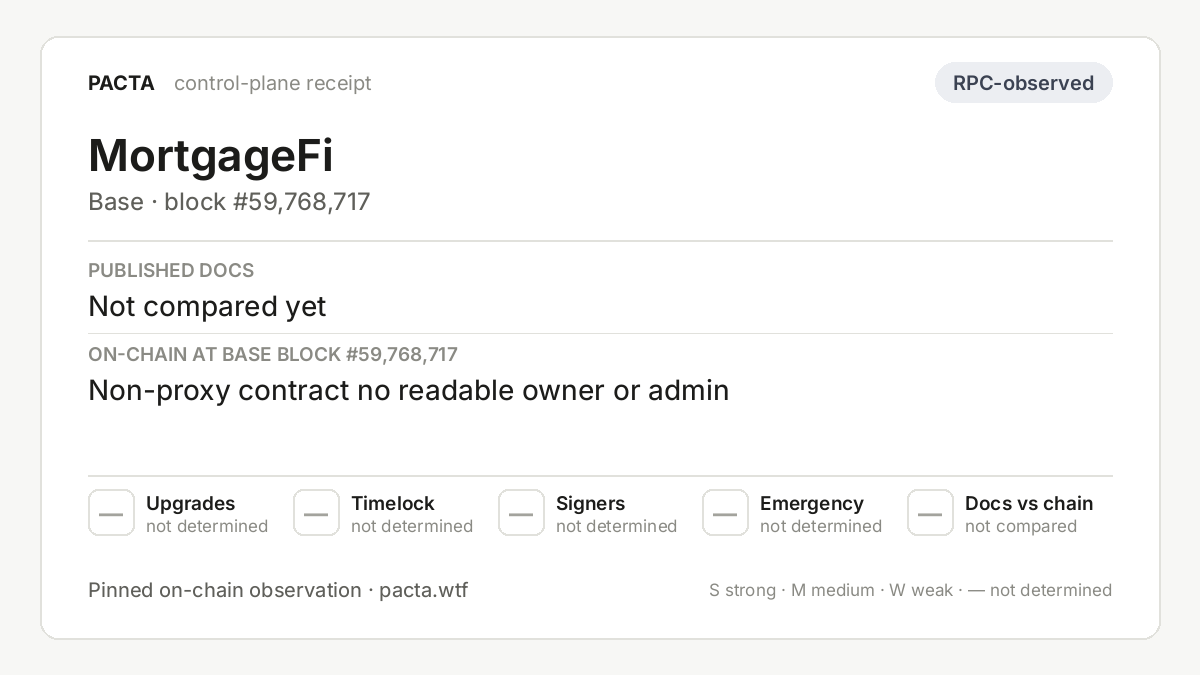 PACTA control-plane receipt RPC-observed
MortgageFi
Base · block #59,768,717
PUBLISHED DOCS
Not compared yet
ON-CHAIN AT BASE BLOCK #59,768,717
Non-proxy contract no readable owner or admin
— Upgrades — Timelock — Signers — Emergency — Docs vs chain
not determined not determined not determined not determined not compared
Pinned on-chain observation · pacta.wtf S strong · M medium · W weak · — not determined